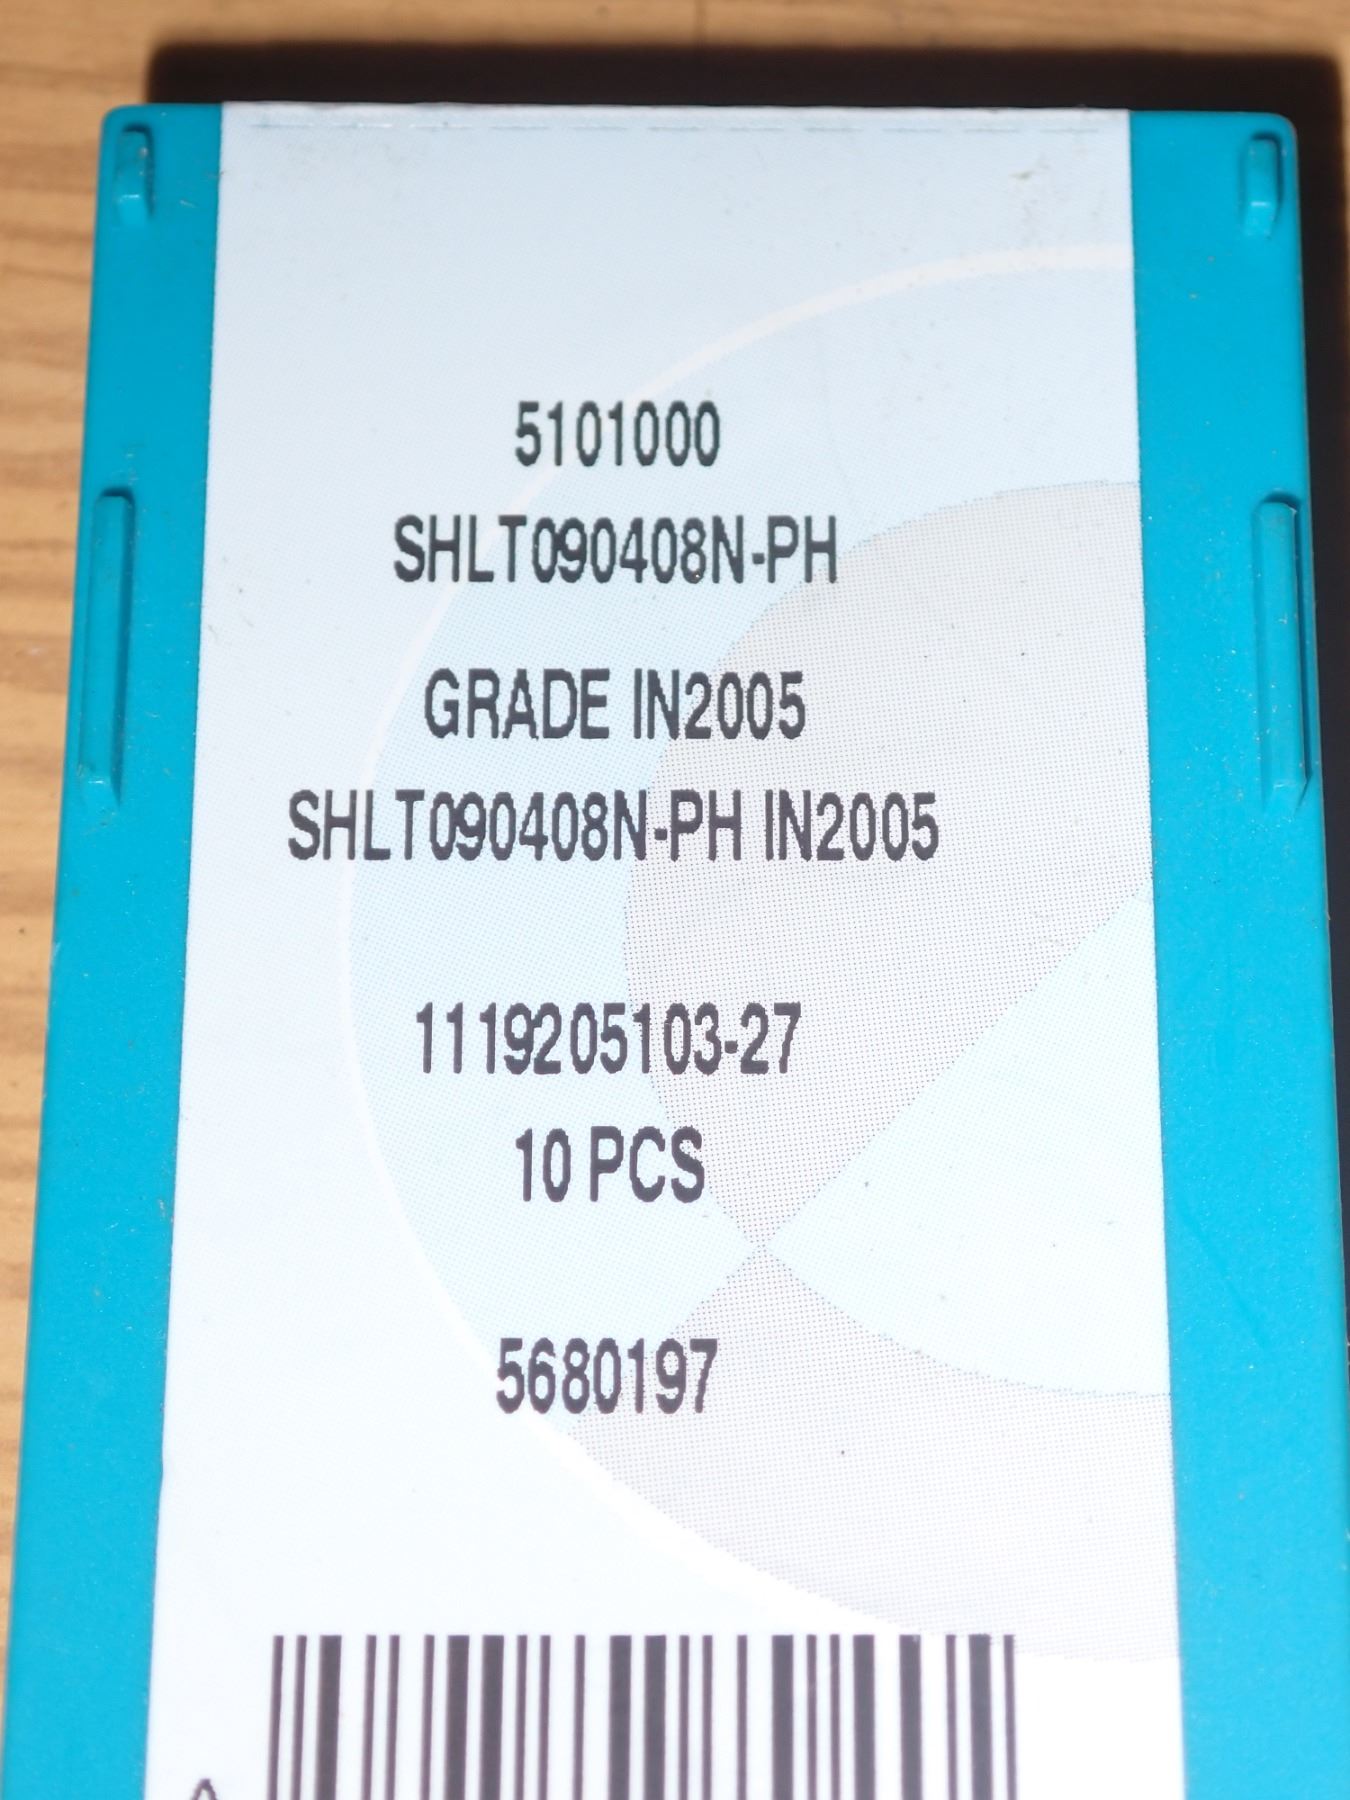 5101000
SHLT090408N-PH
GRADE IN2005
SHLT090408N-PH IN2005
1119205103-27
10 PCS
5680197